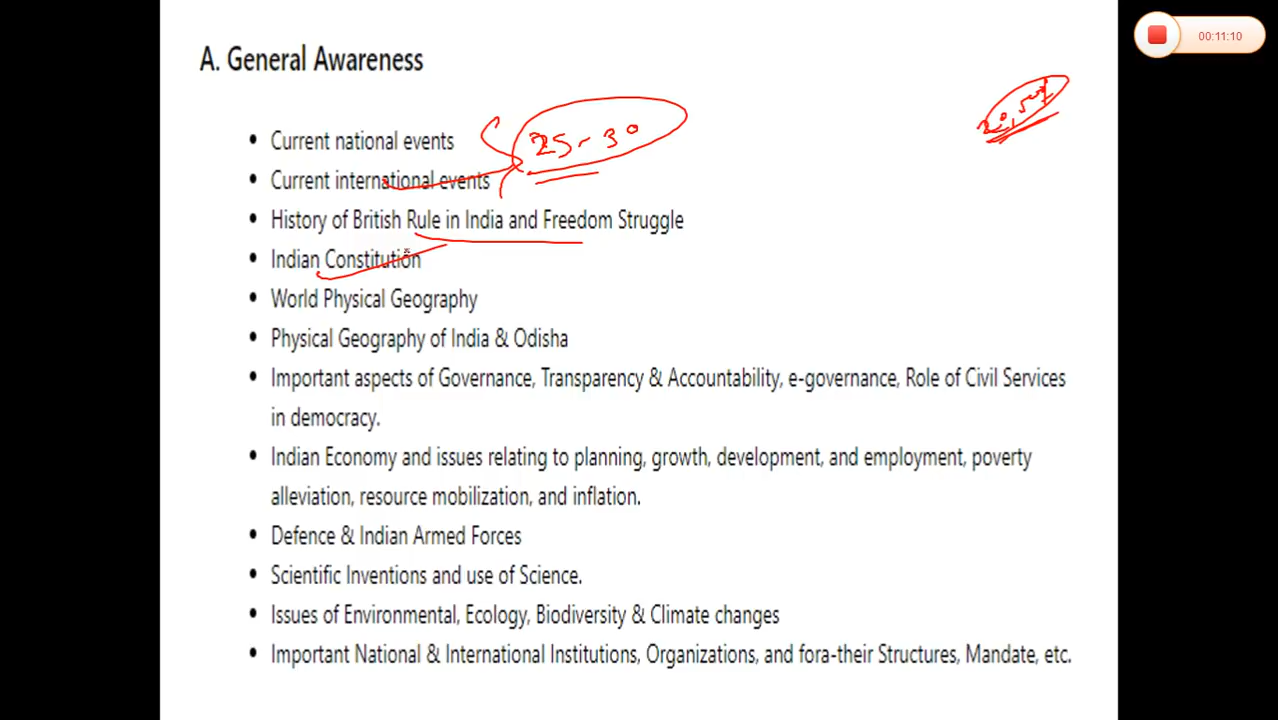 A. General Awareness
00:11:10
• Current national events
25 - 30
• Current international events
• History of British Rule in India and Freedom Struggle
• Indian Constitution
• World Physical Geography
• Physical Geography of India & Odisha
• Important aspects of Governance, Transparency & Accountability, e-governance, Role of Civil Services
in democracy.
• Indian Economy and issues relating to planning, growth, development, and employment, poverty
alleviation, resource mobilization, and inflation.
• Defence & Indian Armed Forces
• Scientific Inventions and use of Science.
• Issues of Environmental, Ecology, Biodiversity & Climate changes
• Important National & International Institutions, Organizations, and fora-their Structures, Mandate, etc.